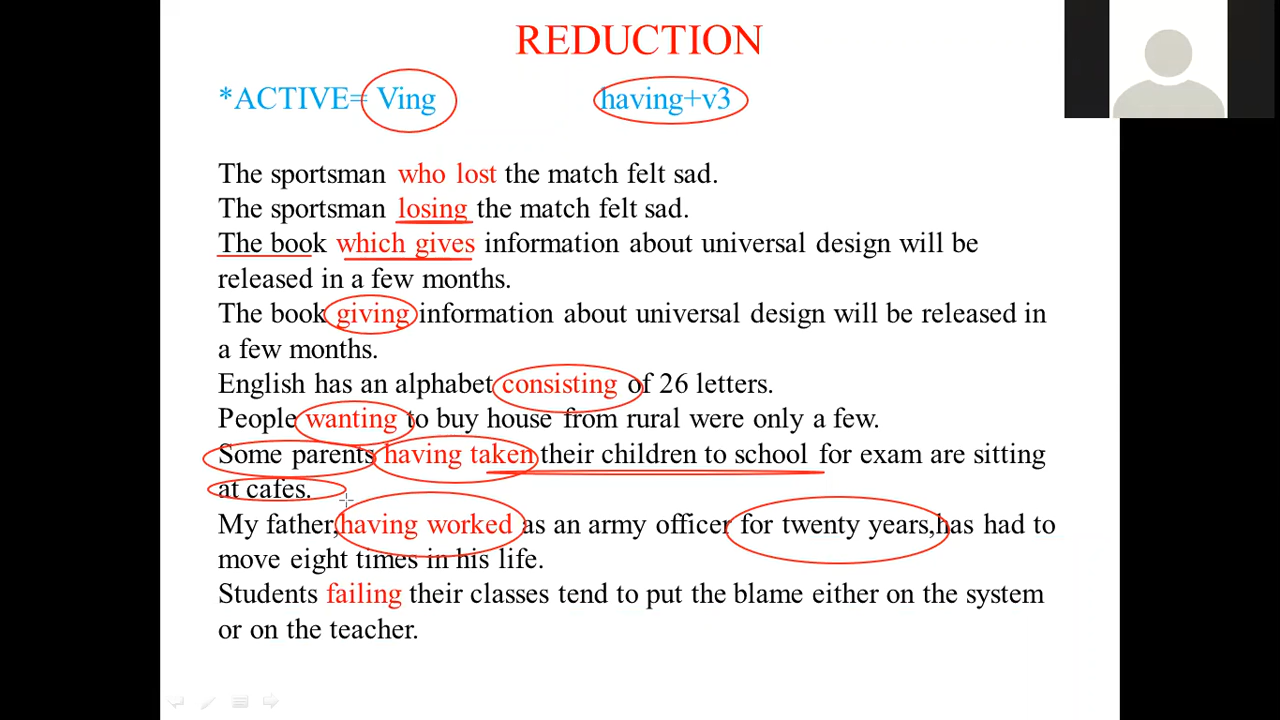 REDUCTION
*ACTIVE= Ving having+v3
The sportsman who lost the match felt sad.
The sportsman losing the match felt sad.
The book which gives information about universal design will be
released in a few months.
The book giving information about universal design will be released in
a few months.
English has an alphabet consisting of 26 letters.
People wanting to buy house from rural were only a few.
Some parents having taken their children to school for exam are sitting
at cafes.
My father,having worked as an army officer for twenty years,has had to
move eight times in his life.
Students failing their classes tend to put the blame either on the system
or on the teacher.